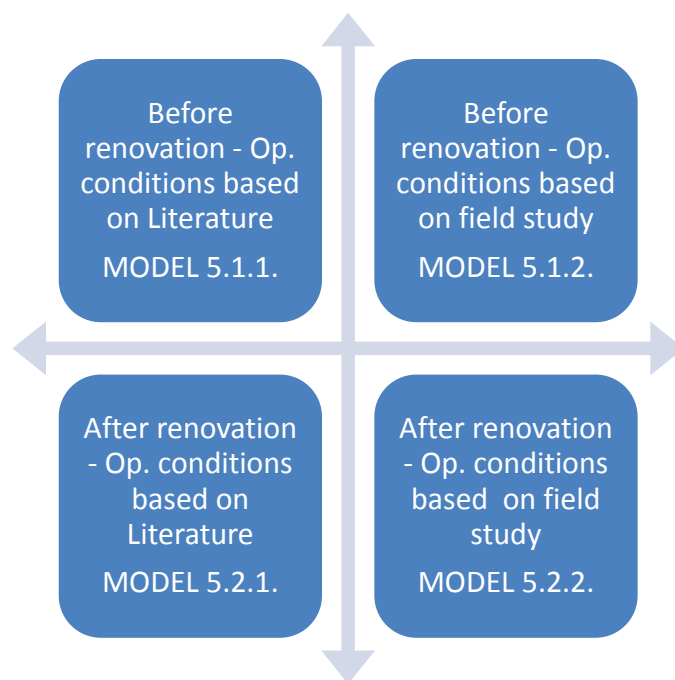 Before
renovation - Op.
conditions based
on Literature
MODEL 5.1.1.
Before
renovation - Op.
conditions based
on field study
MODEL 5.1.2.
After renovation
- Op. conditions
based on
Literature
MODEL 5.2.1.
After renovation
- Op. conditions
based on field
study
MODEL 5.2.2.